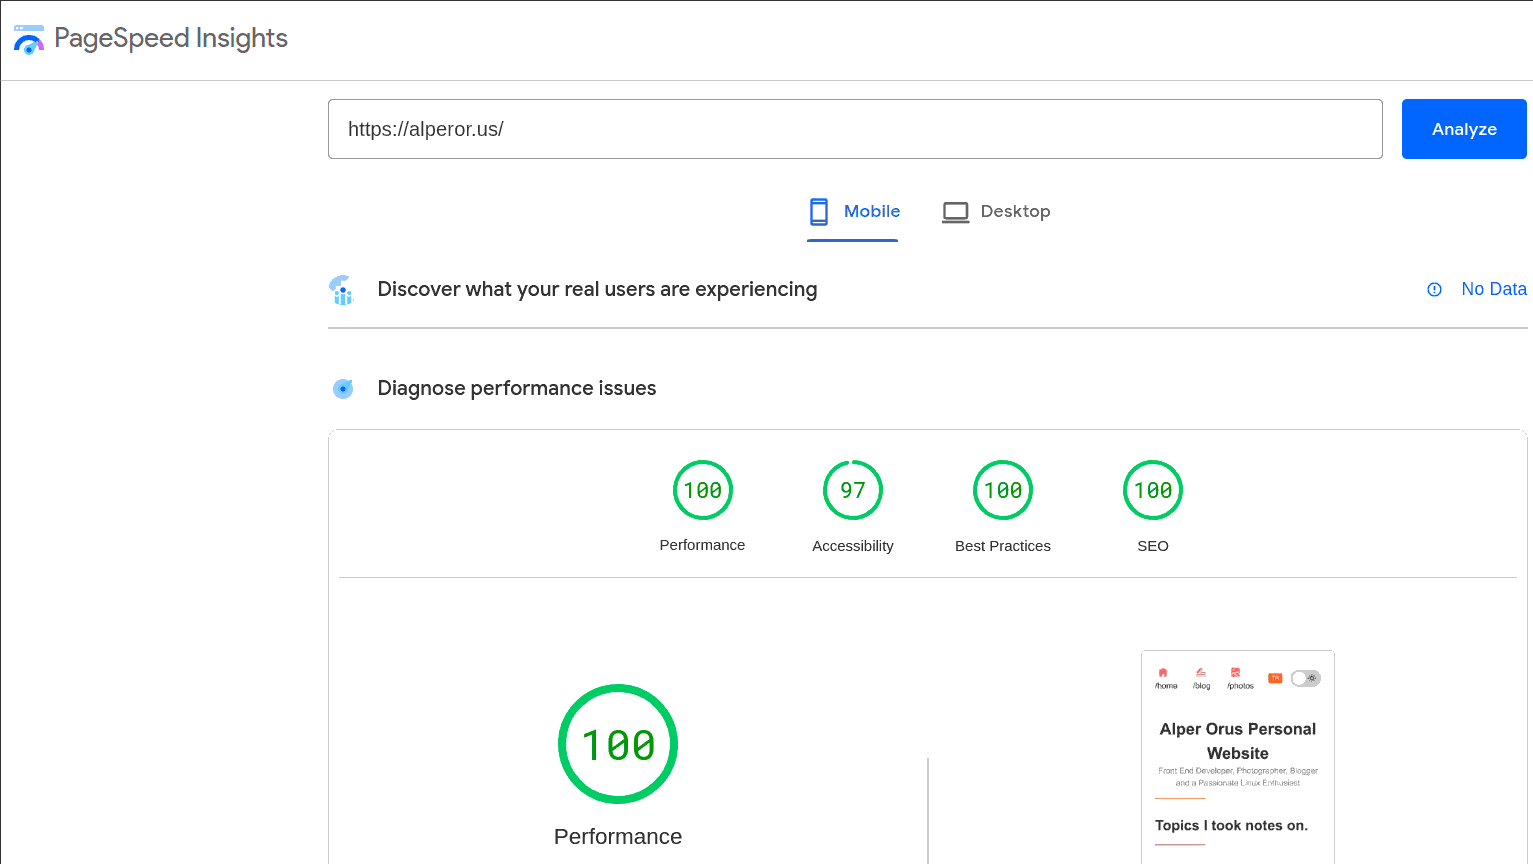 PageSpeed Insights
https://alperor.us/
Analyze
Mobile
Desktop
Discover what your real users are experiencing
No Data
Diagnose performance issues
100
97
100
100
Performance
Accessibility
Best Practices
SEO
/home
/blog
/photos
TR
Alper Orus Personal
Website
Front End Developer, Photographer, Blogger
and a Passionate Linux Enthusiast
Topics I took notes on.
100
Performance